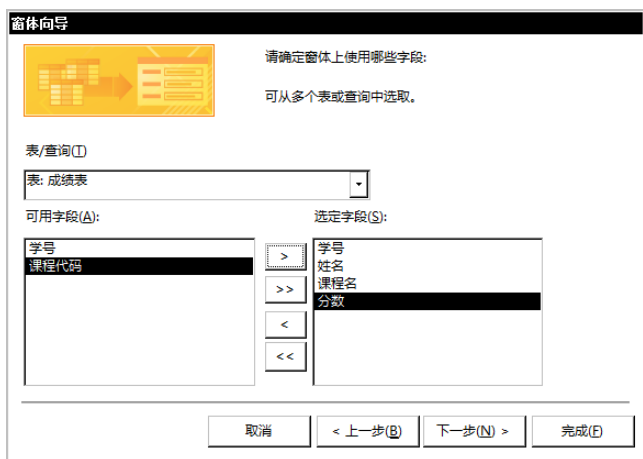 窗体向导
请确定窗体上使用哪些字段:
可从多个表或查询中选取。
表/查询(T)
表: 成绩表
可用字段(A):
选定字段(S):
学号
课程代码
>
>>
<
<<
学号
姓名
课程名
分数
取消
< 上一步(B)
下一步(N) >
完成(F)